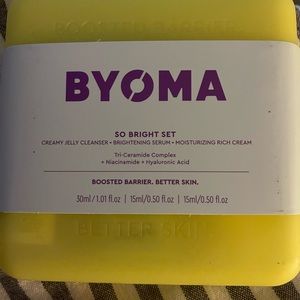 BOOSTED BARRIER.
BYOMA
SO BRIGHT SET
CREAMY JELLY CLEANSER • BRIGHTENING SERUM • MOISTURIZING RICH CREAM
Tri-Ceramide Complex
+ Niacinamide + Hyaluronic Acid
BOOSTED BARRIER. BETTER SKIN.
30ml / 1.01 fl.oz | 15ml/0.50 fl.oz | 15ml/0.50 fl.oz
BETTER SKIN.